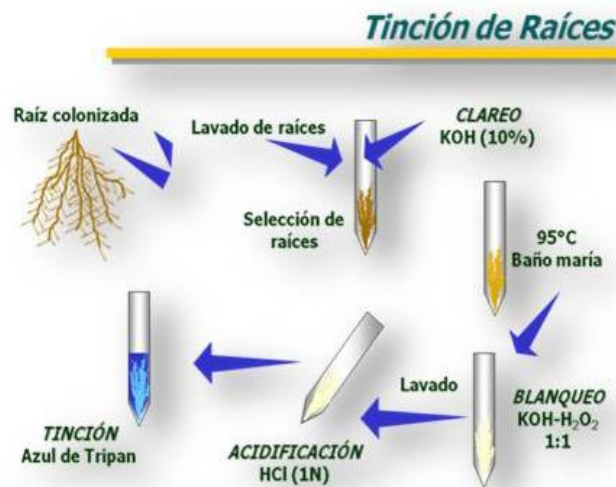 Tinción de Raíces
Raíz colonizada
Lavado de raíces
CLAREO
KOH (10%)
Selección de
raíces
95°C
Baño maría
BLANQUEO
KOH-H₂O₂
1:1
Lavado
ACIDIFICACIÓN
HCl (1N)
TINCIÓN
Azul de Tripan